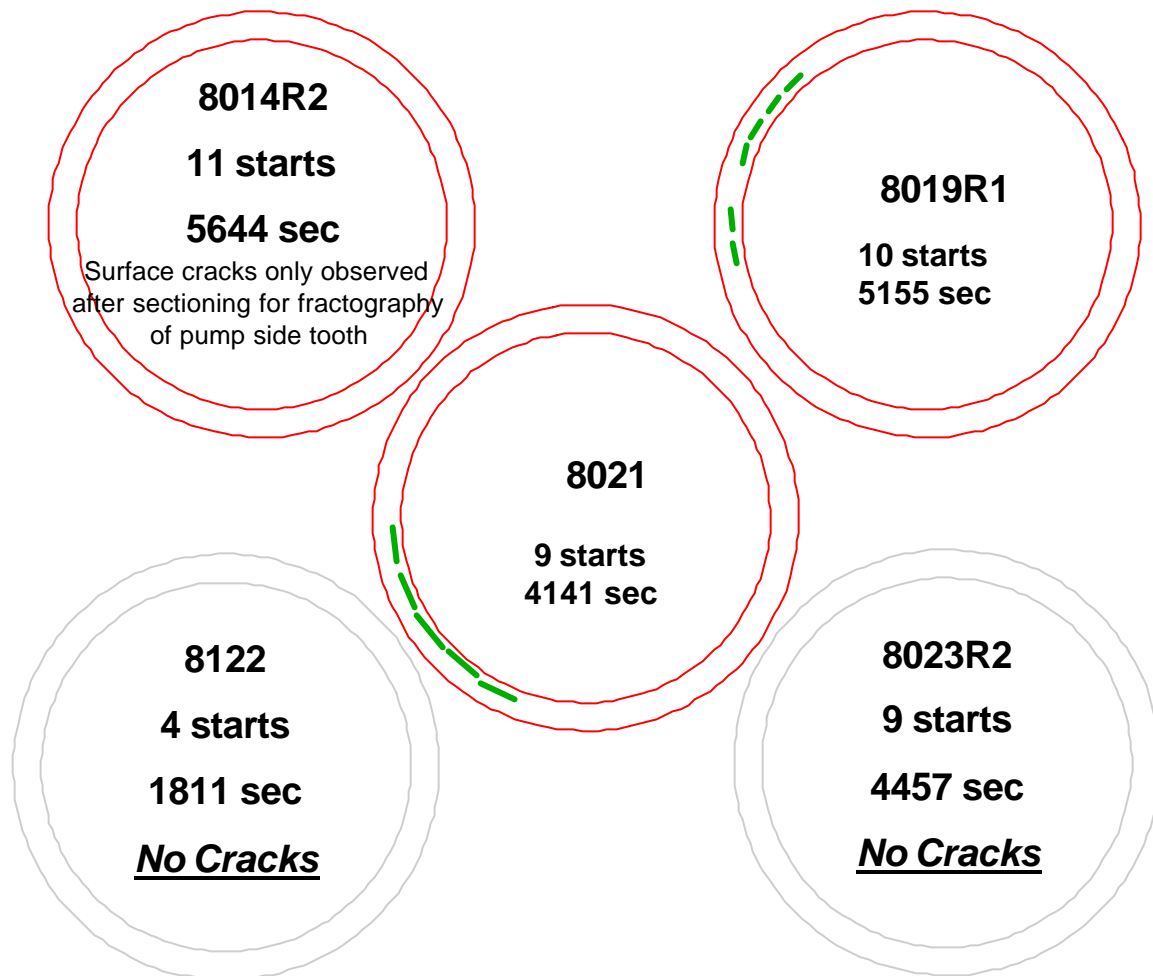 8014R2
11 starts
5644 sec
Surface cracks only observed
after sectioning for fractography
of pump side tooth
8019R1
10 starts
5155 sec
8021
9 starts
4141 sec
8122
4 starts
1811 sec
No Cracks
8023R2
9 starts
4457 sec
No Cracks